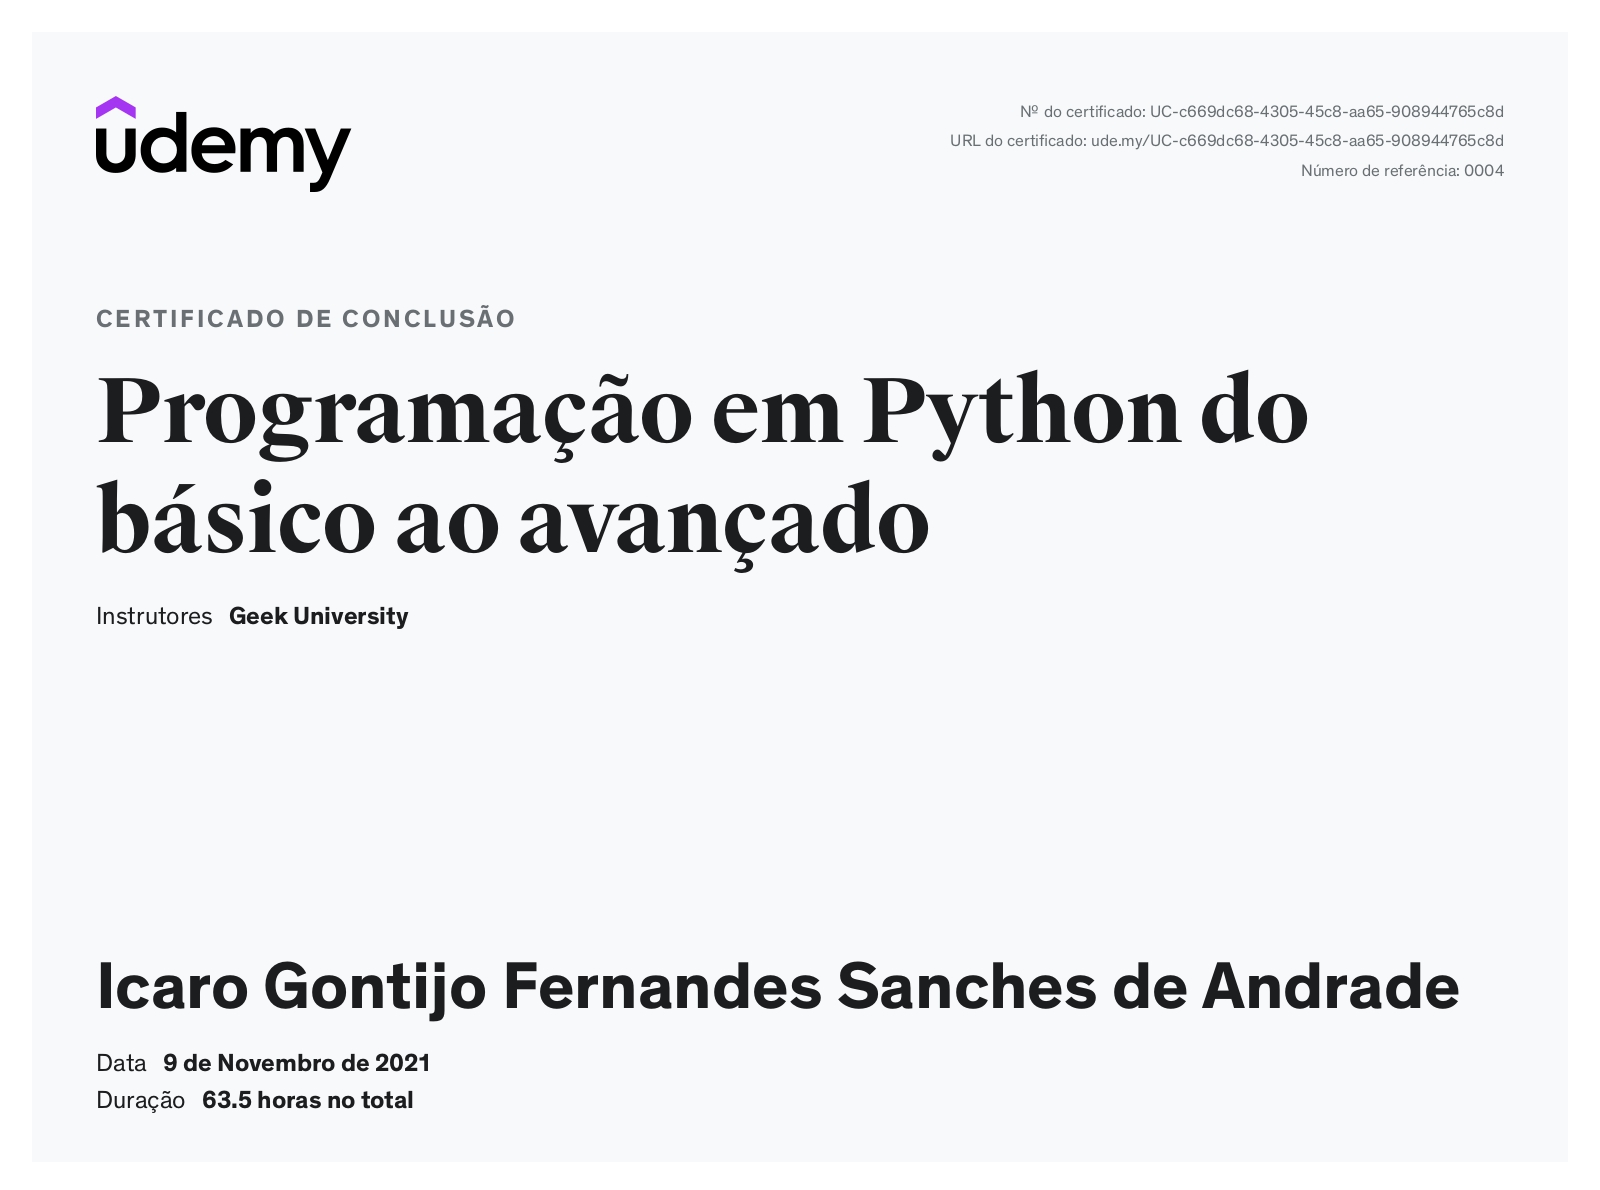 udemy
Nº do certificado: UC-c669dc68-4305-45c8-aa65-908944765c8d
URL do certificado: ude.my/UC-c669dc68-4305-45c8-aa65-908944765c8d
Número de referência: 0004
CERTIFICADO DE CONCLUSÃO
Programação em Python do
básico ao avançado
Instrutores Geek University
Icaro Gontijo Fernandes Sanches de Andrade
Data 9 de Novembro de 2021
Duração 63.5 horas no total